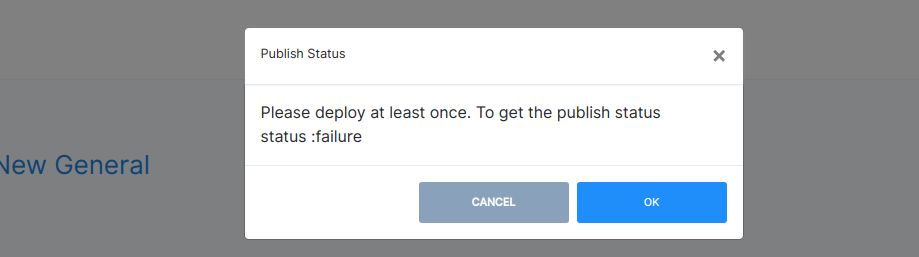 Publish Status ×
Please deploy at least once. To get the publish status
status :failure
New General
CANCEL OK